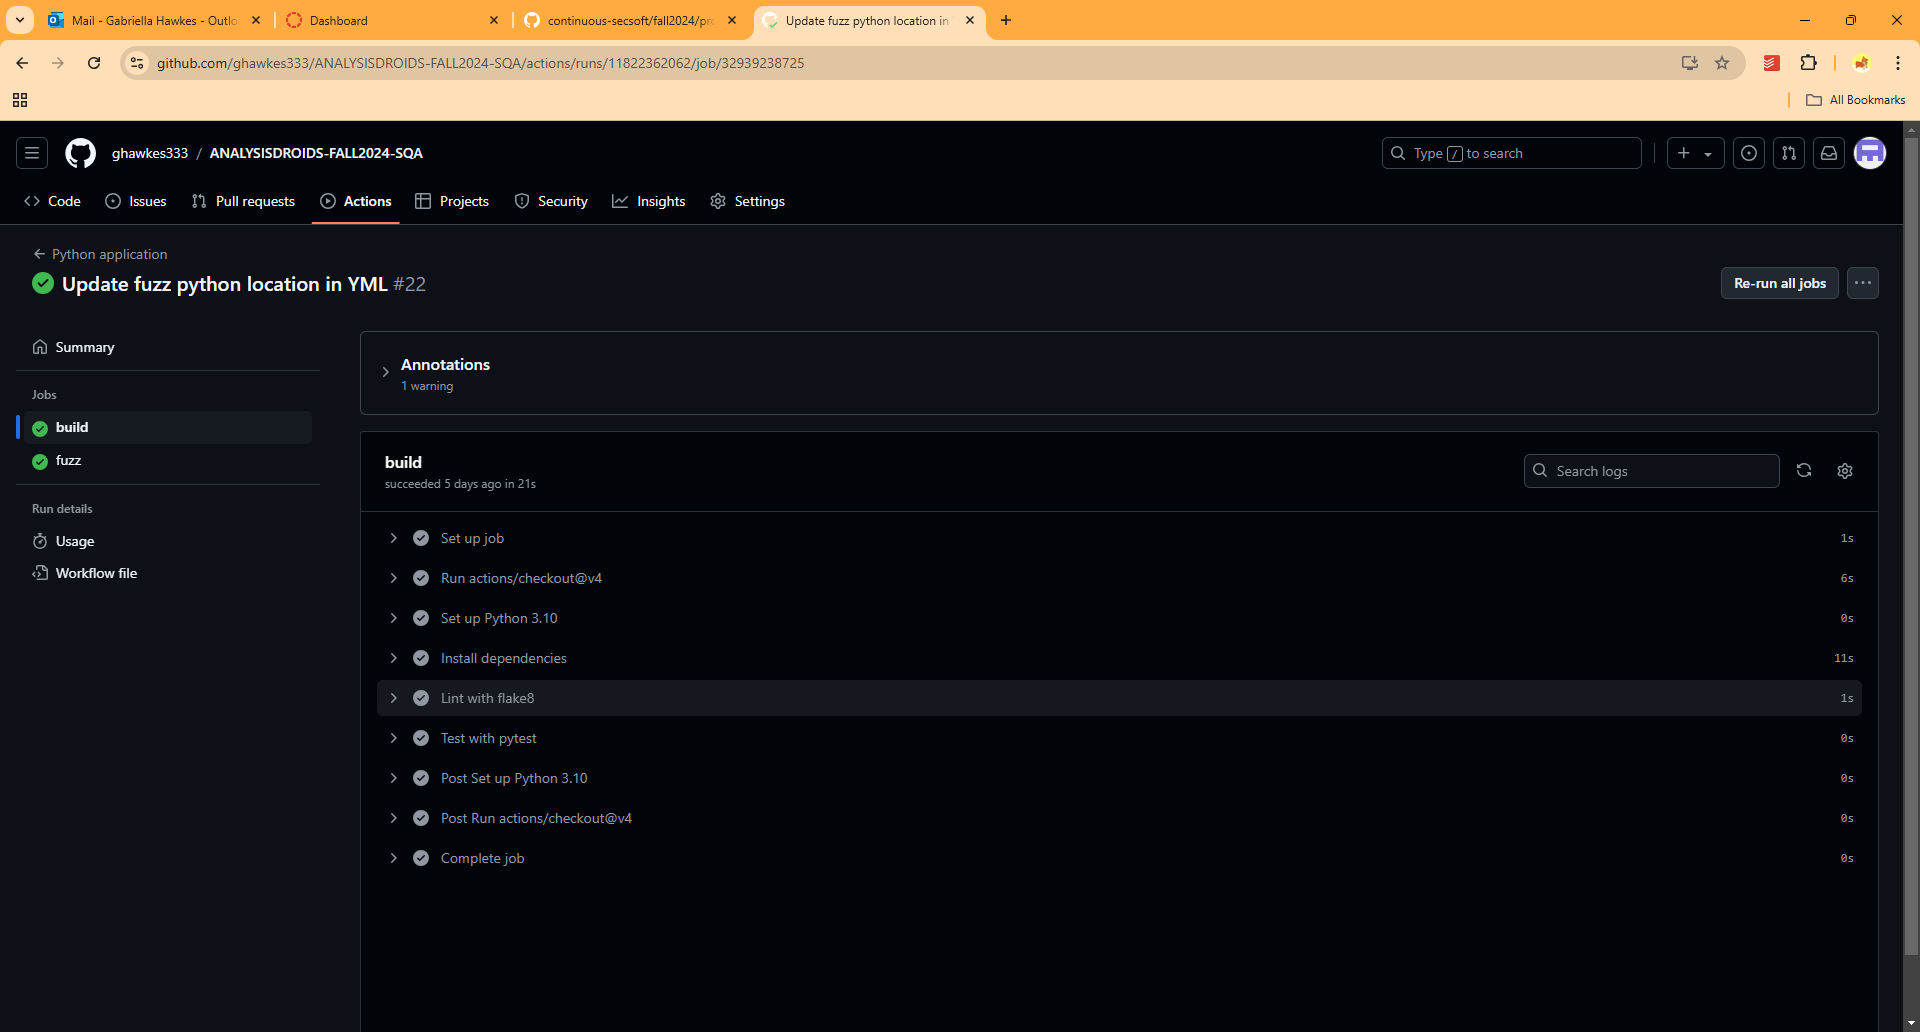 Mail - Gabriella Hawkes - Outlo
Dashboard
continuous-secsoft/fall2024/pro
Update fuzz python location in
github.com/ghawkes333/ANALYSISDROIDS-FALL2024-SQA/actions/runs/11822362062/job/32939238725
All Bookmarks
ghawkes333 / ANALYSISDROIDS-FALL2024-SQA
Type / to search
Code
Issues
Pull requests
Actions
Projects
Security
Insights
Settings
Python application
Update fuzz python location in YML #22
Re-run all jobs
Summary
Jobs
build
fuzz
Run details
Usage
Workflow file
Annotations
1 warning
build
succeeded 5 days ago in 21s
Search logs
Set up job 1s
Run actions/checkout@v4 6s
Set up Python 3.10 0s
Install dependencies 11s
Lint with flake8 1s
Test with pytest 0s
Post Set up Python 3.10 0s
Post Run actions/checkout@v4 0s
Complete job 0s